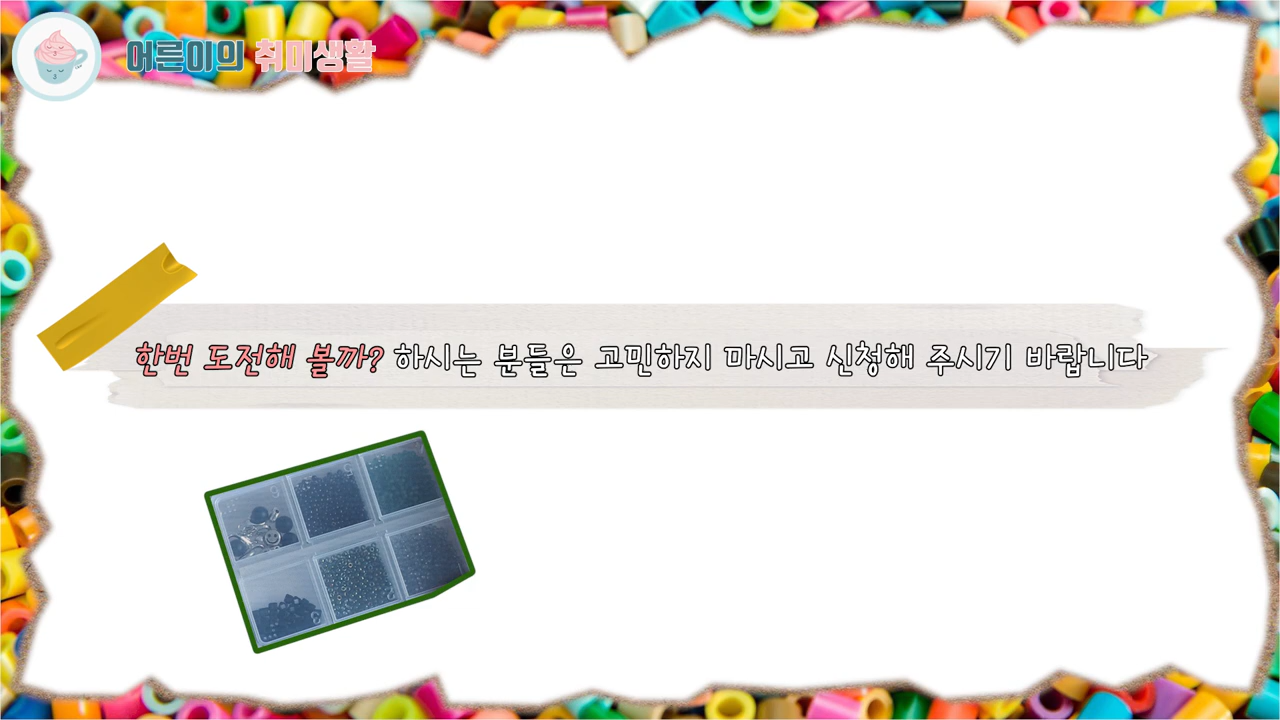 어른이의 취미생활
한번 도전해 볼까? 하시는 분들은 고민하지 마시고 신청해 주시기 바랍니다